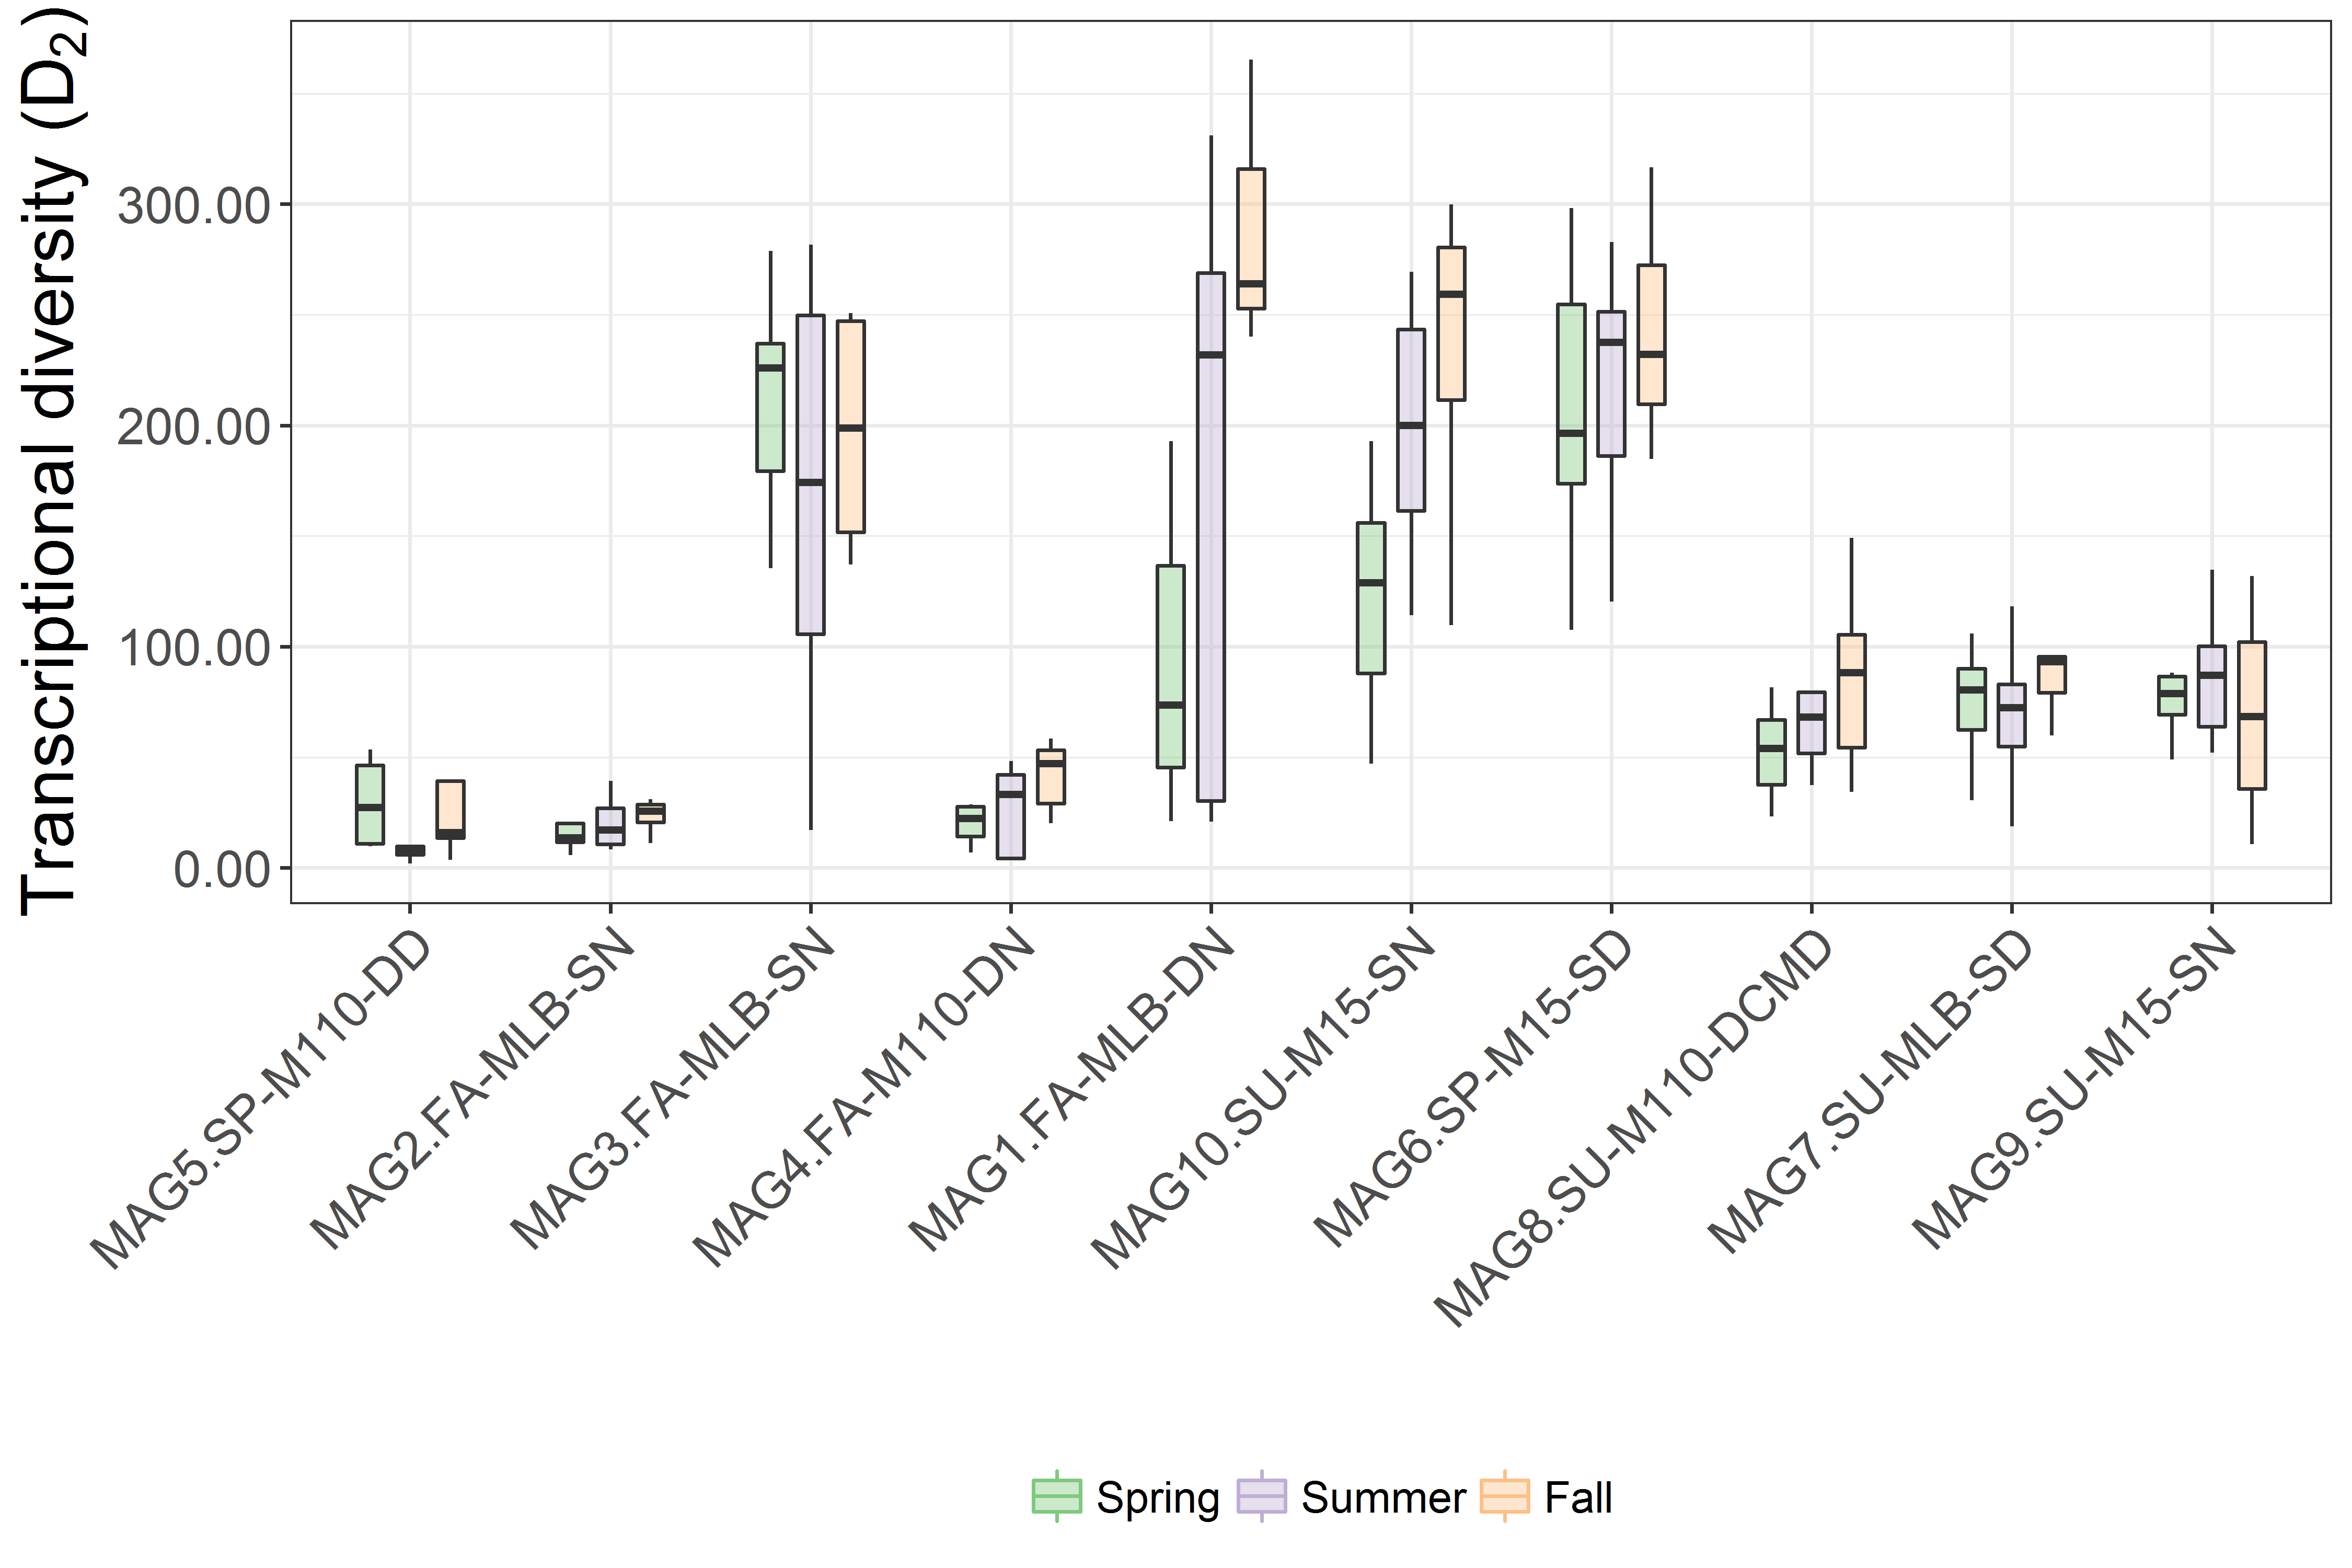 Transcriptional diversity (D2)
300.00
200.00
100.00
0.00
MAG5.SP-M110-DD
MAG2.FA-MLB-SN
MAG3.FA-MLB-SN
MAG4.FA-M110-DN
MAG1.FA-MLB-DN
MAG10.SU-M15-SN
MAG6.SP-M15-SD
MAG8.SU-M110-DCMD
MAG7.SU-MLB-SD
MAG9.SU-M15-SN
Spring Summer Fall